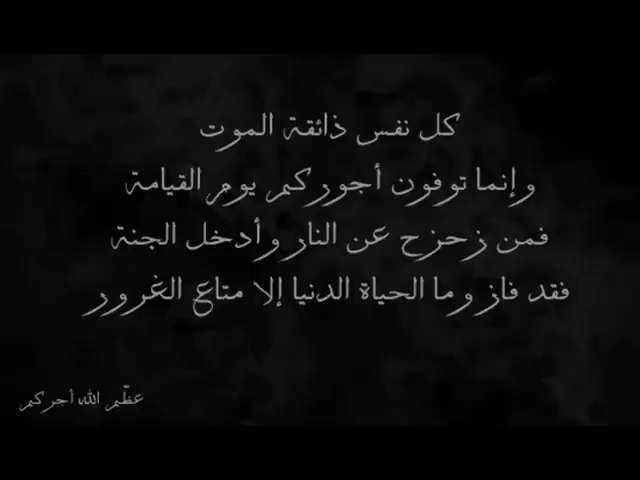 كل نفس ذائقة الموت
وإنما توفون أجوركم يوم القيامة
فمن زحزح عن النار وأدخل الجنة
فقد فاز وما الحياة الدنيا إلا متاع الغرور
عظّم الله أجركم